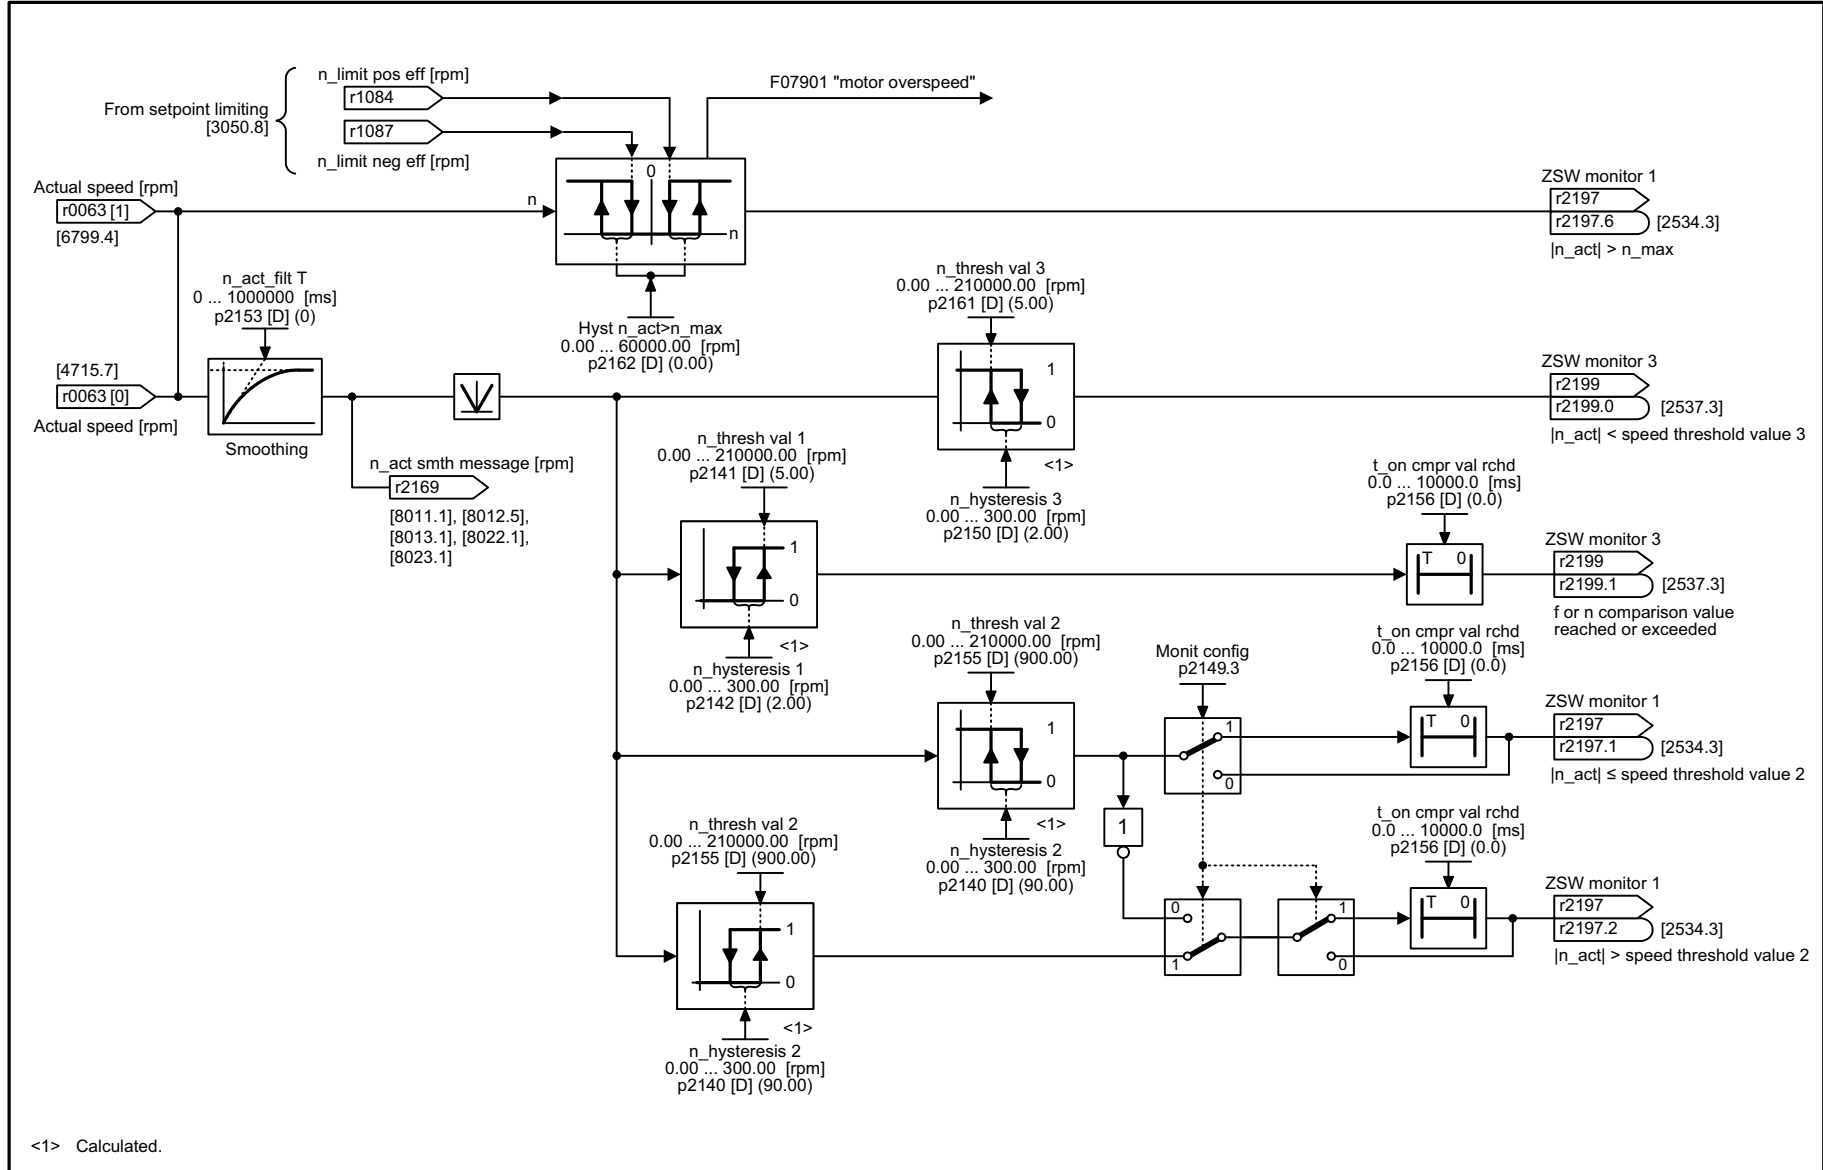 n_limit pos eff [rpm]
r1084
From setpoint limiting
[3050.8]
r1087
n_limit neg eff [rpm]
F07901 "motor overspeed"
Actual speed [rpm]
r0063 [1]
[6799.4]
n
0
n
ZSW monitor 1
r2197
r2197.6 [2534.3]
|n_act| > n_max
n_act_filt T
0 ... 1000000 [ms]
p2153 [D] (0)
Hyst n_act>n_max
0.00 ... 60000.00 [rpm]
p2162 [D] (0.00)
n_thresh val 3
0.00 ... 210000.00 [rpm]
p2161 [D] (5.00)
[4715.7]
r0063 [0]
Actual speed [rpm]
Smoothing
1
0
<1>
ZSW monitor 3
r2199
r2199.0 [2537.3]
|n_act| < speed threshold value 3
n_act smth message [rpm]
r2169
[8011.1], [8012.5],
[8013.1], [8022.1],
[8023.1]
n_thresh val 1
0.00 ... 210000.00 [rpm]
p2141 [D] (5.00)
n_hysteresis 3
0.00 ... 300.00 [rpm]
p2150 [D] (2.00)
t_on cmpr val rchd
0.0 ... 10000.0 [ms]
p2156 [D] (0.0)
1
0
<1>
T 0
ZSW monitor 3
r2199
r2199.1 [2537.3]
f or n comparison value
reached or exceeded
n_hysteresis 1
0.00 ... 300.00 [rpm]
p2142 [D] (2.00)
n_thresh val 2
0.00 ... 210000.00 [rpm]
p2155 [D] (900.00)
Monit config
p2149.3
t_on cmpr val rchd
0.0 ... 10000.0 [ms]
p2156 [D] (0.0)
1
0
<1>
1
0
T 0
ZSW monitor 1
r2197
r2197.1 [2534.3]
|n_act| ≤ speed threshold value 2
n_thresh val 2
0.00 ... 210000.00 [rpm]
p2155 [D] (900.00)
n_hysteresis 2
0.00 ... 300.00 [rpm]
p2140 [D] (90.00)
1
t_on cmpr val rchd
0.0 ... 10000.0 [ms]
p2156 [D] (0.0)
1
0
<1>
0
1
1
0
T 0
ZSW monitor 1
r2197
r2197.2 [2534.3]
|n_act| > speed threshold value 2
n_hysteresis 2
0.00 ... 300.00 [rpm]
p2140 [D] (90.00)
<1> Calculated.